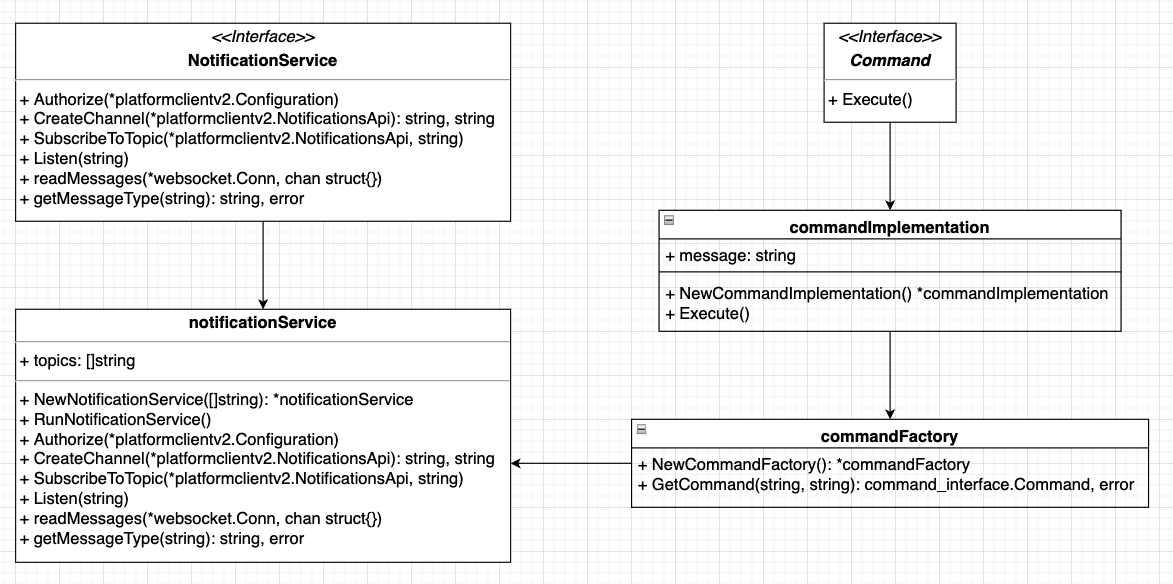 <<Interface>>
NotificationService
+ Authorize(*platformclientv2.Configuration)
+ CreateChannel(*platformclientv2.NotificationsApi): string, string
+ SubscribeToTopic(*platformclientv2.NotificationsApi, string)
+ Listen(string)
+ readMessages(*websocket.Conn, chan struct{})
+ getMessageType(string): string, error
notificationService
+ topics: []string
+ NewNotificationService([]string): *notificationService
+ RunNotificationService()
+ Authorize(*platformclientv2.Configuration)
+ CreateChannel(*platformclientv2.NotificationsApi): string, string
+ SubscribeToTopic(*platformclientv2.NotificationsApi, string)
+ Listen(string)
+ readMessages(*websocket.Conn, chan struct{})
+ getMessageType(string): string, error
<<Interface>>
Command
+ Execute()
commandImplementation
+ message: string
+ NewCommandImplementation() *commandImplementation
+ Execute()
commandFactory
+ NewCommandFactory(): *commandFactory
+ GetCommand(string, string): command_interface.Command, error